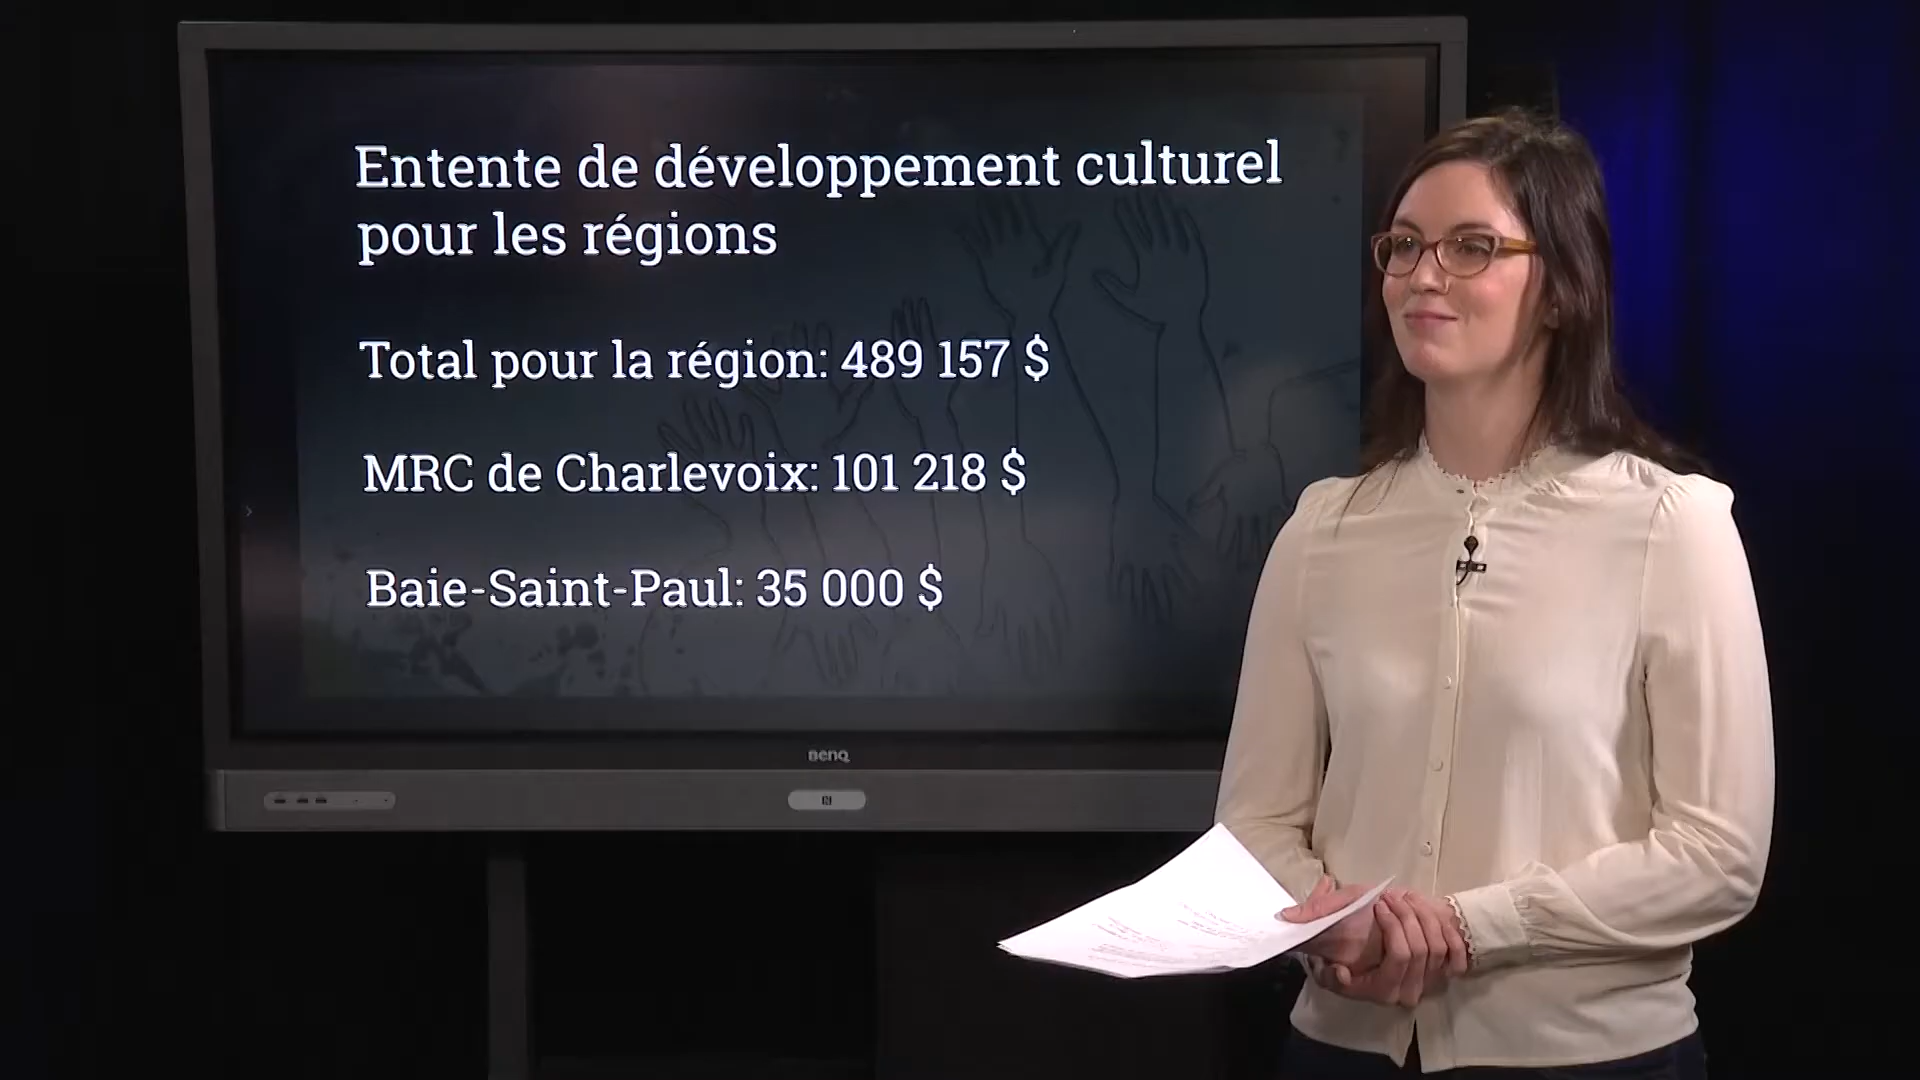 Entente de développement culturel
pour les régions
Total pour la région: 489 157 $
MRC de Charlevoix: 101 218 $
Baie-Saint-Paul: 35 000 $
BenQ